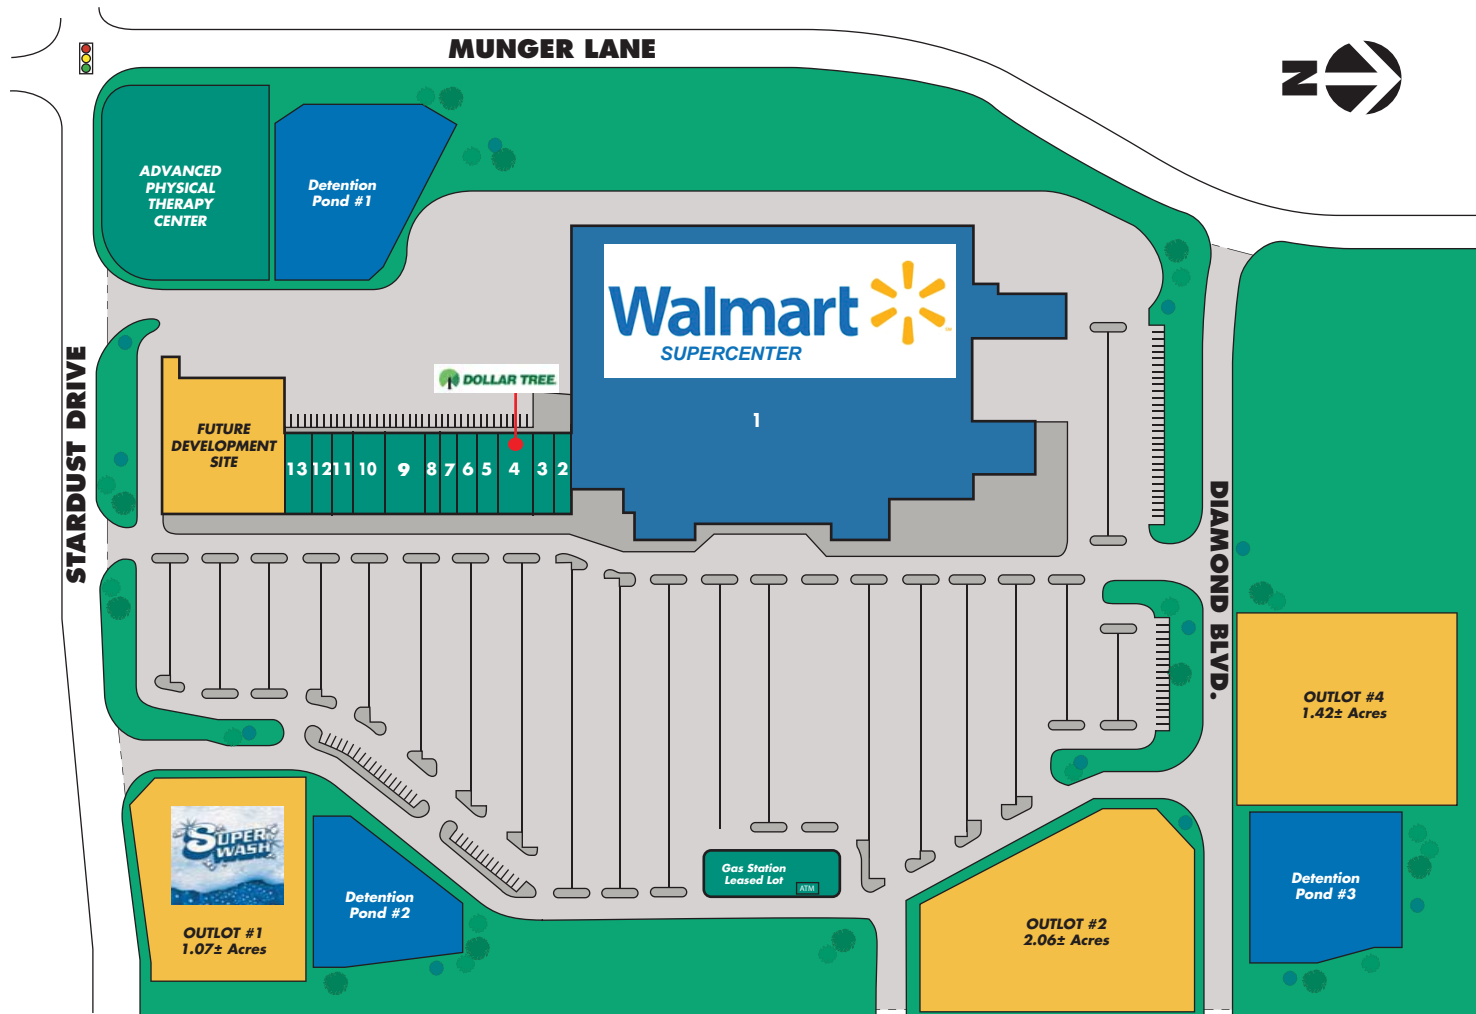 MUNGER LANE
N
ADVANCED
PHYSICAL
THERAPY
CENTER
Detention
Pond #1
Walmart
SUPERCENTER
DOLLAR TREE
STARDUST DRIVE
FUTURE
DEVELOPMENT
SITE
13 12 11 10 9 8 7 6 5 4 3 2
1
DIAMOND BLVD.
OUTLOT #4
1.42± Acres
SUPER
WASH
OUTLOT #1
1.07± Acres
Detention
Pond #2
Gas Station
Leased Lot
ATM
OUTLOT #2
2.06± Acres
Detention
Pond #3